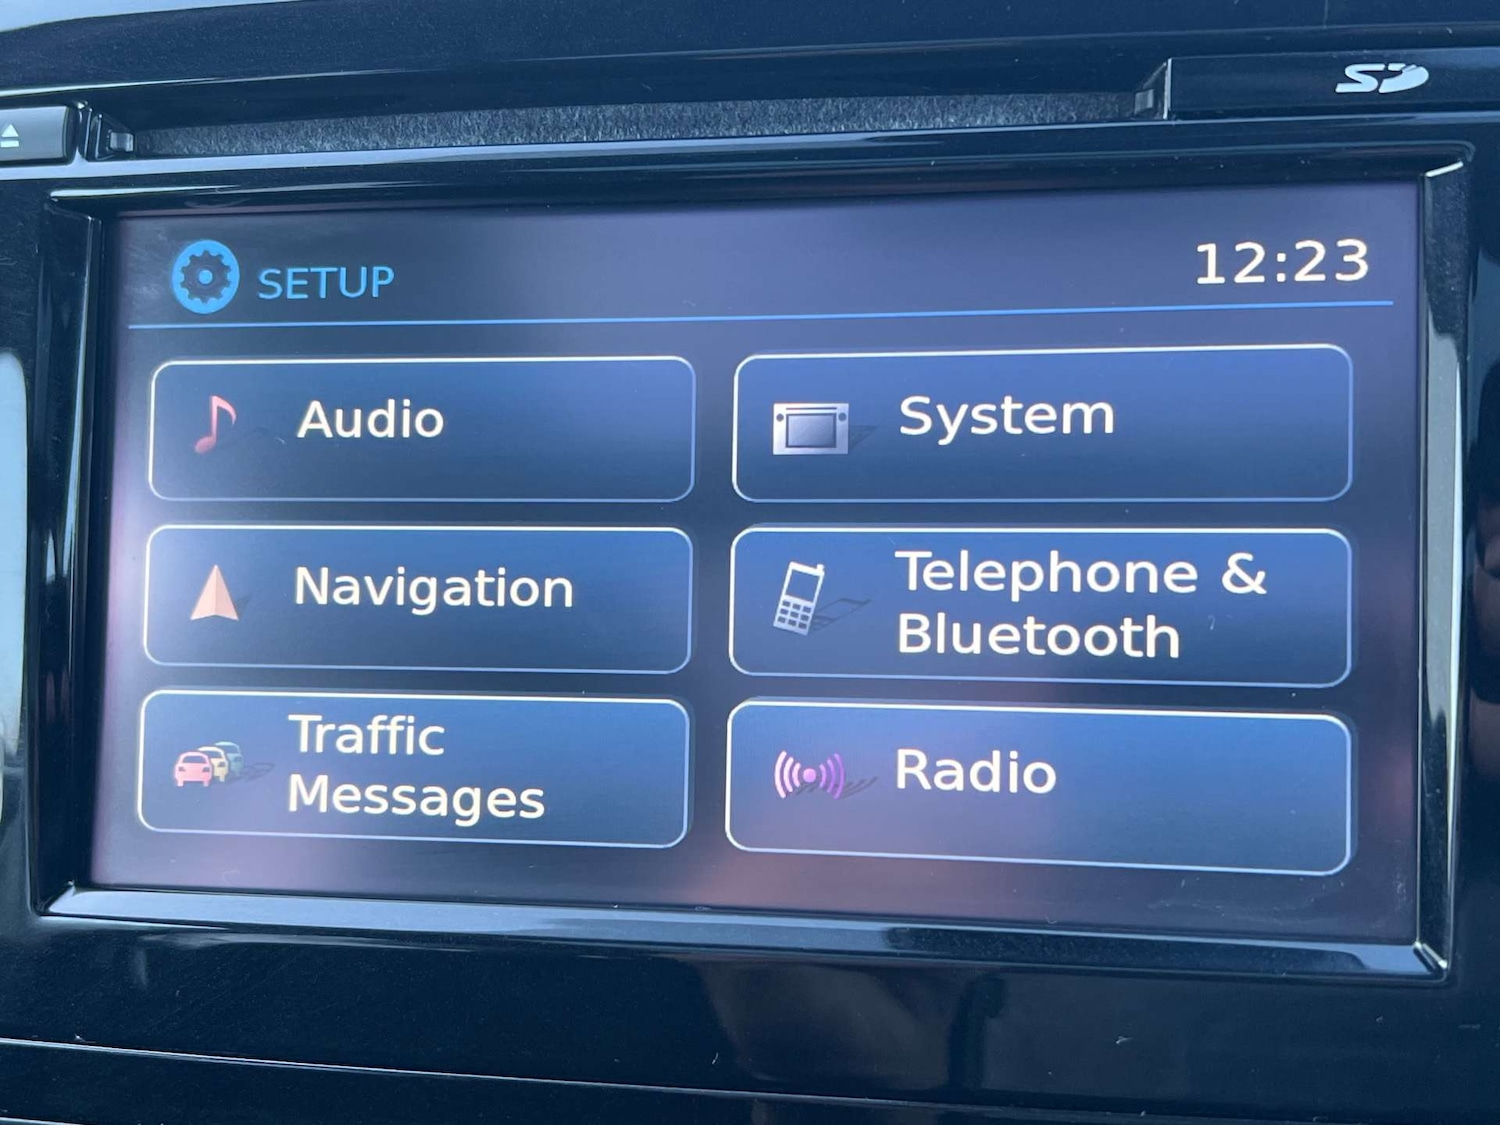 SD
SETUP
12:23
Audio
System
Navigation
Telephone &
Bluetooth
Traffic
Messages
Radio